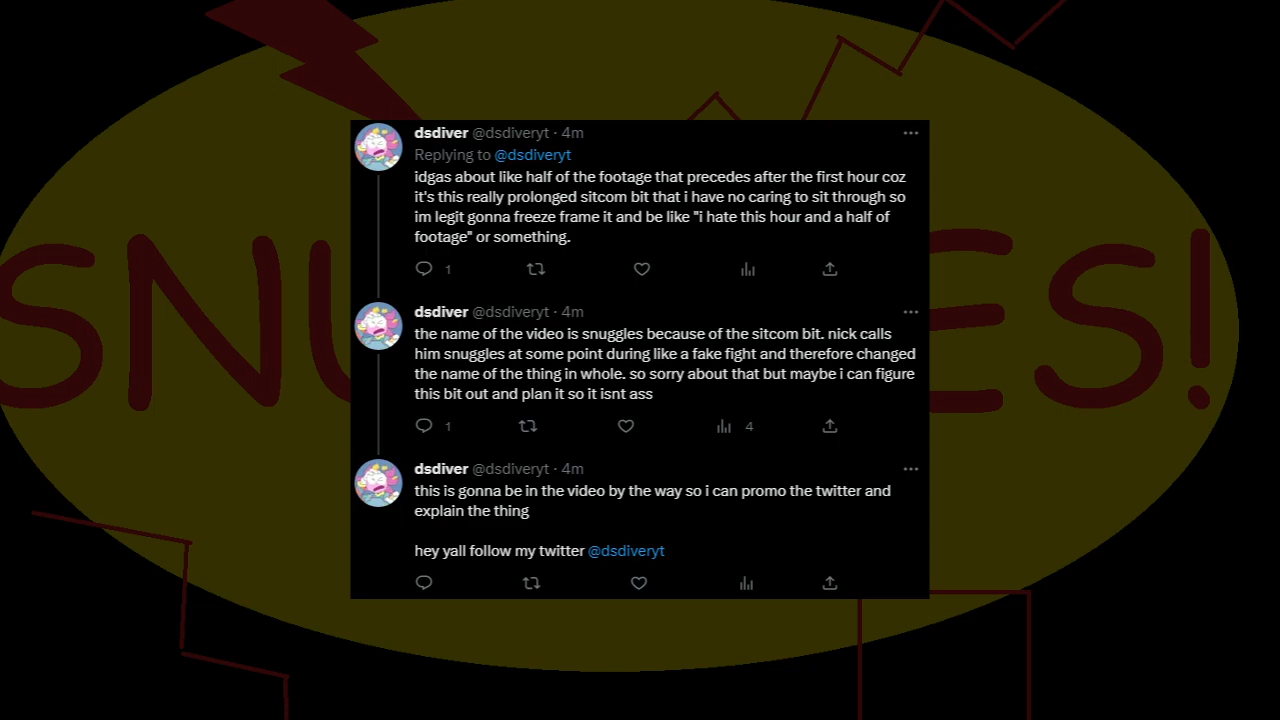 dsdiver @dsdiveryt · 4m
Replying to @dsdiveryt
idgas about like half of the footage that precedes after the first hour coz
it's this really prolonged sitcom bit that i have no caring to sit through so
im legit gonna freeze frame it and be like "i hate this hour and a half of
footage" or something.
1
dsdiver @dsdiveryt · 4m
the name of the video is snuggles because of the sitcom bit. nick calls
him snuggles at some point during like a fake fight and therefore changed
the name of the thing in whole. so sorry about that but maybe i can figure
this bit out and plan it so it isnt ass
1 4
dsdiver @dsdiveryt · 4m
this is gonna be in the video by the way so i can promo the twitter and
explain the thing
hey yall follow my twitter @dsdiveryt
SNU ES!